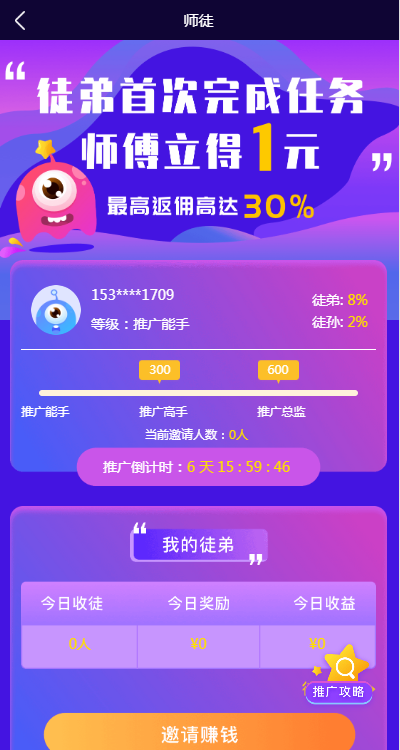 师徒
徒弟首次完成任务
师傅立得1元
最高返佣高达30%
153****1709
等级：推广能手
徒弟: 8%
徒孙: 2%
300
600
推广能手
推广高手
推广总监
当前邀请人数：0人
推广倒计时：6 天 15 : 59 : 46
我的徒弟
今日收徒 今日奖励 今日收益
0人 ¥0 ¥0
推广攻略
邀请赚钱